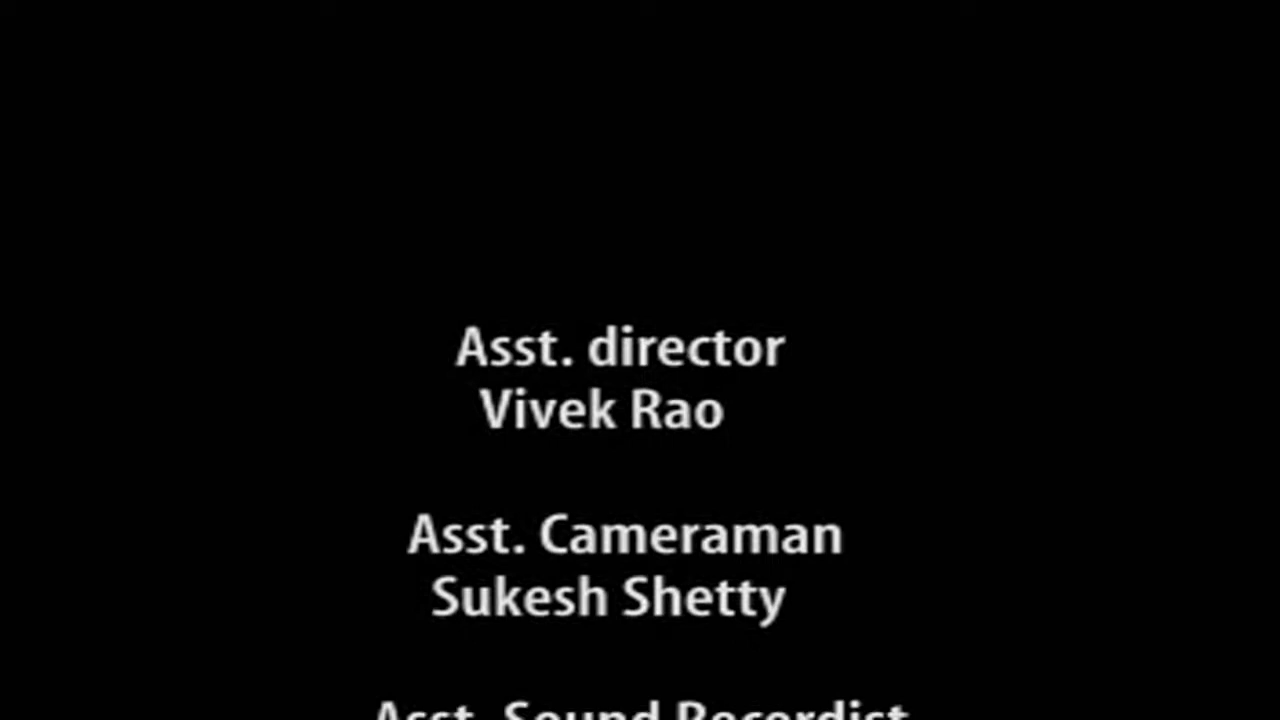 Asst. director
Vivek Rao
Asst. Cameraman
Sukesh Shetty
Asst. Sound Recordist